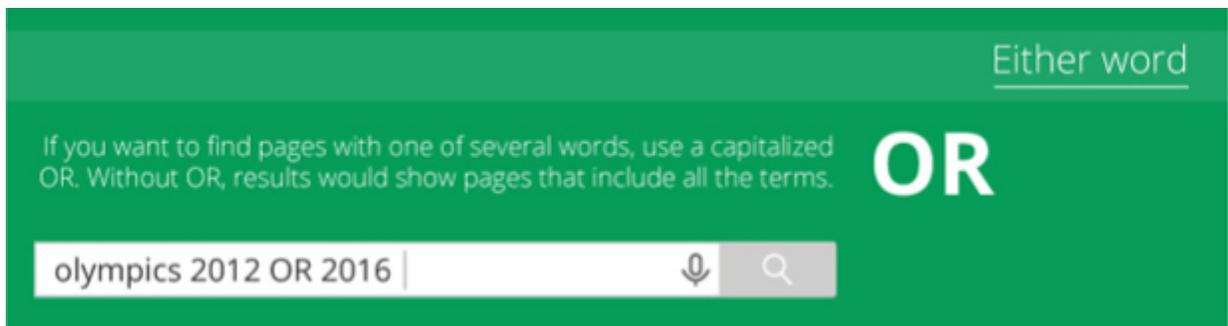 Either word
If you want to find pages with one of several words, use a capitalized
OR. Without OR, results would show pages that include all the terms.
OR
olympics 2012 OR 2016